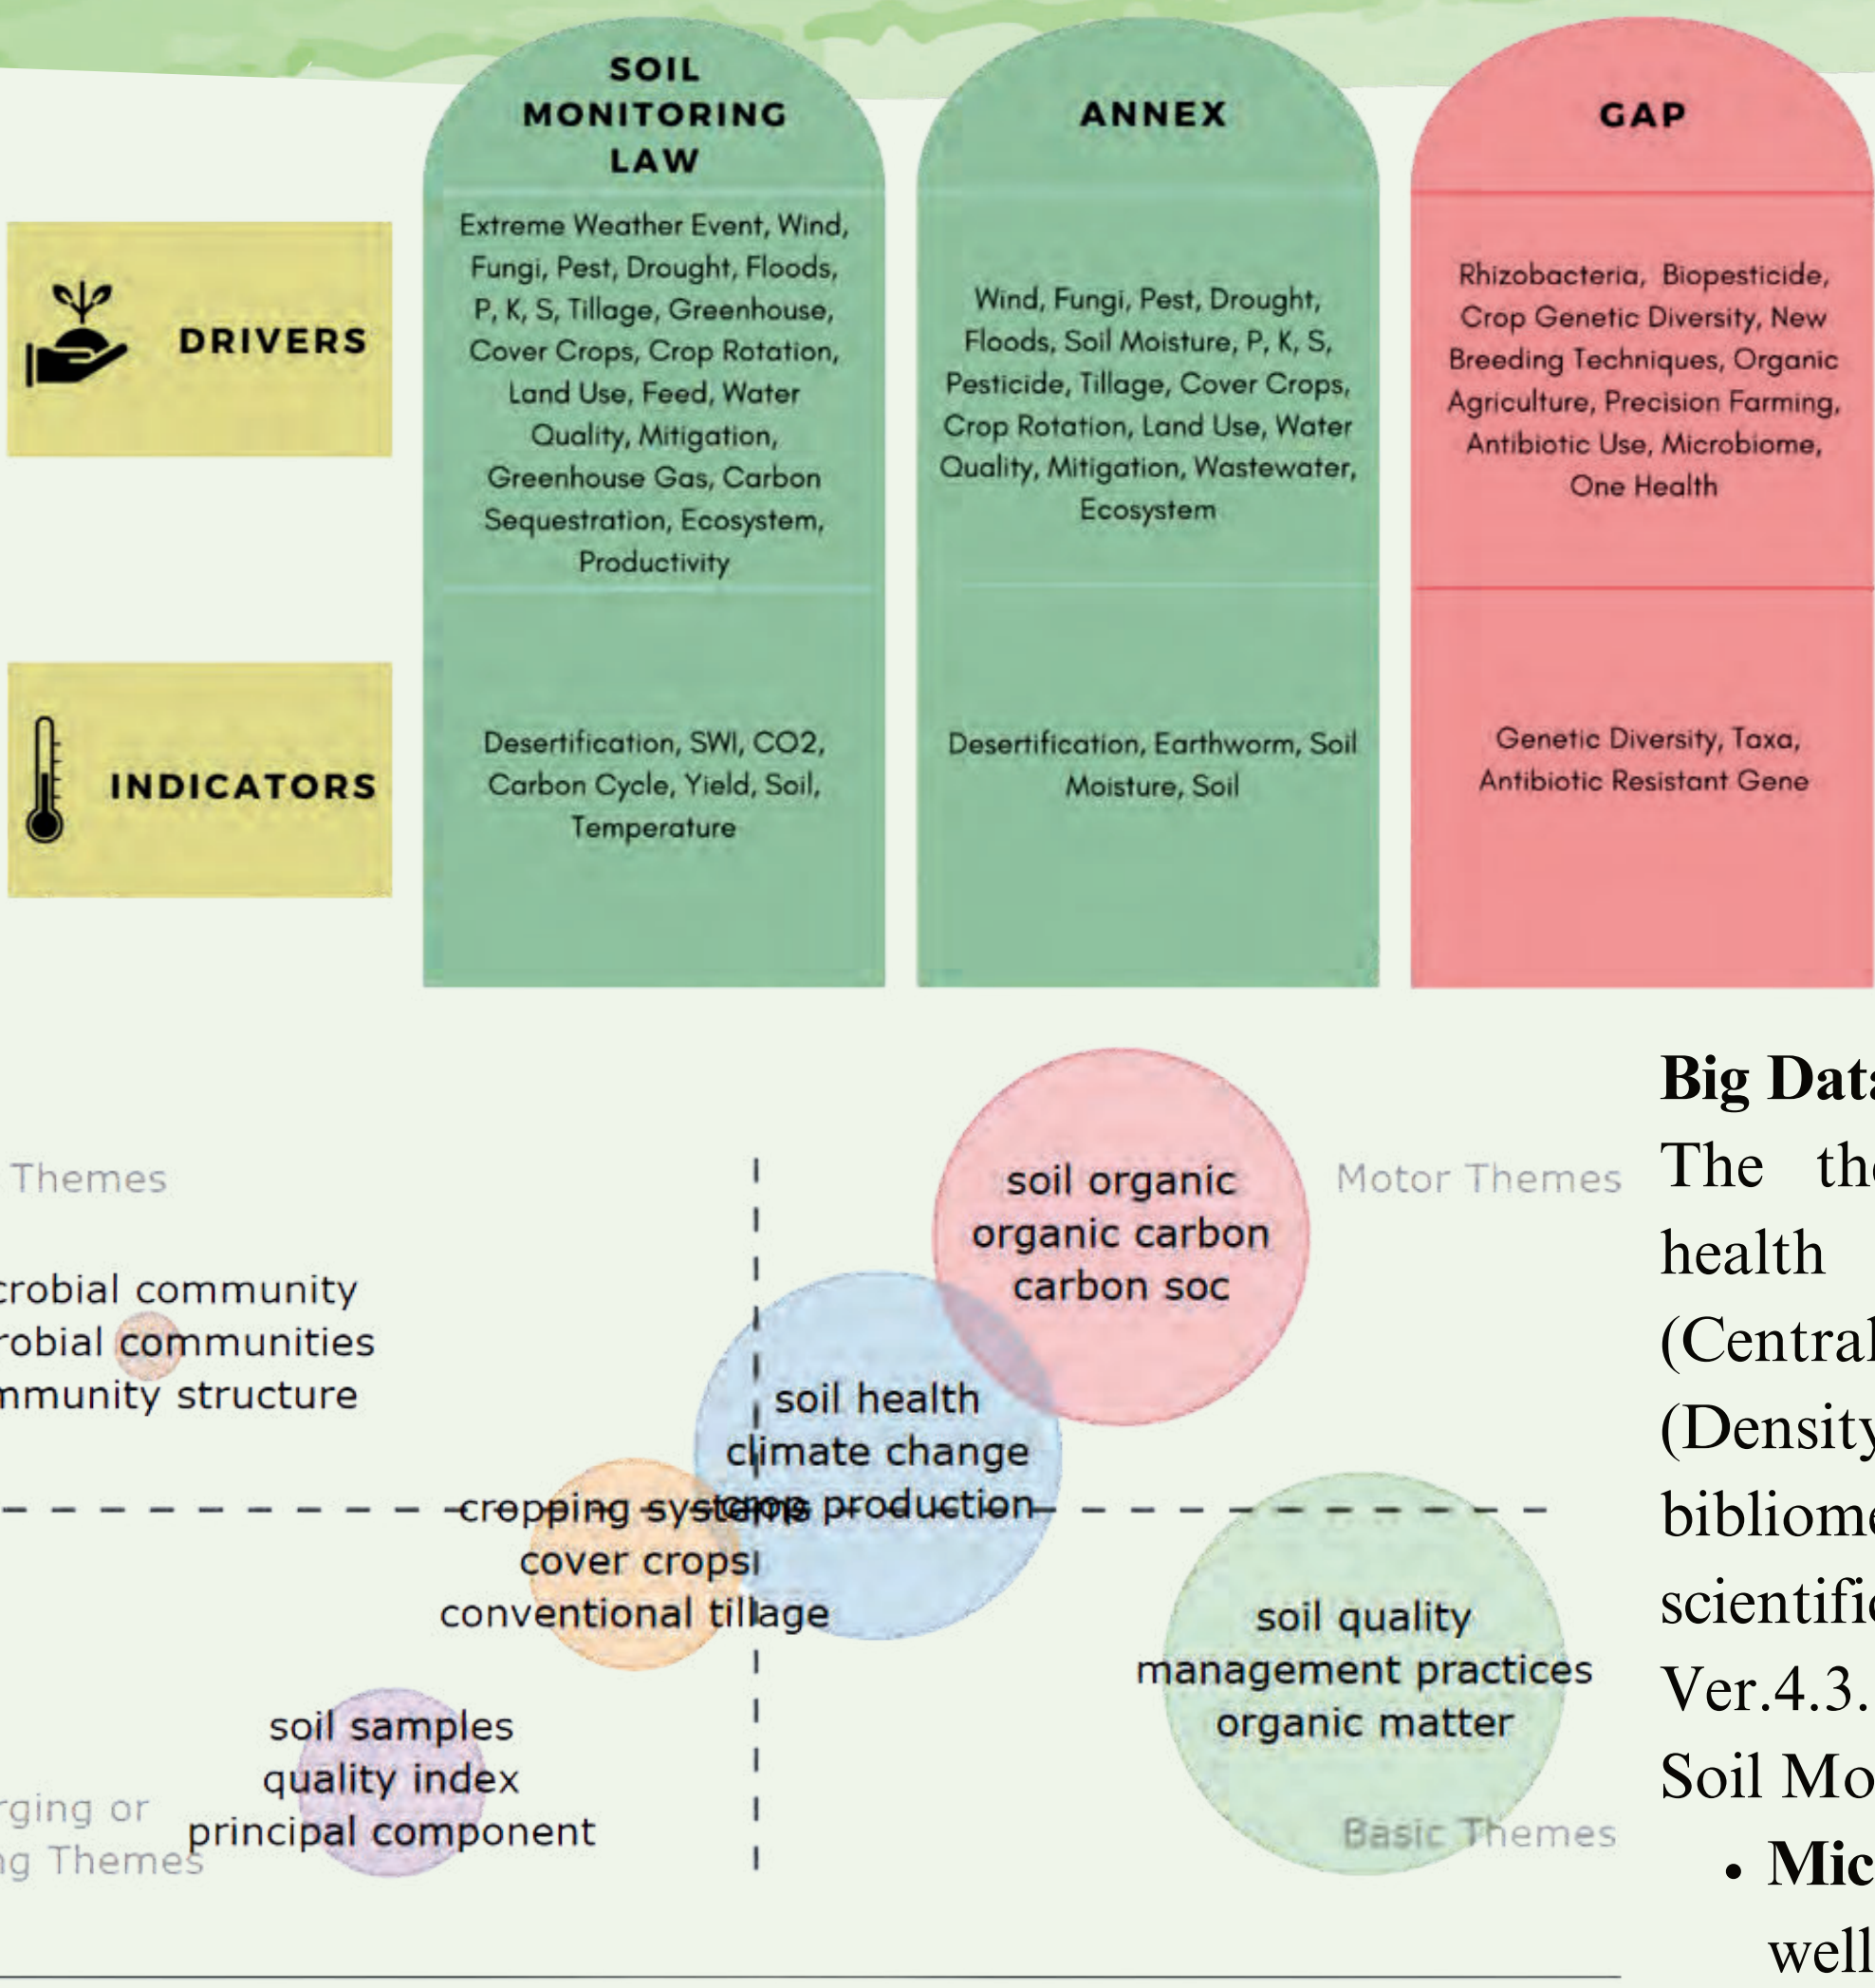 SOIL
MONITORING
LAW
ANNEX
GAP
DRIVERS
Extreme Weather Event, Wind,
Fungi, Pest, Drought, Floods,
P, K, S, Tillage, Greenhouse,
Cover Crops, Crop Rotation,
Land Use, Feed, Water
Quality, Mitigation,
Greenhouse Gas, Carbon
Sequestration, Ecosystem,
Productivity
Wind, Fungi, Pest, Drought,
Floods, Soil Moisture, P, K, S,
Pesticide, Tillage, Cover Crops,
Crop Rotation, Land Use, Water
Quality, Mitigation, Wastewater,
Ecosystem
Rhizobacteria, Biopesticide,
Crop Genetic Diversity, New
Breeding Techniques, Organic
Agriculture, Precision Farming,
Antibiotic Use, Microbiome,
One Health
INDICATORS
Desertification, SWI, CO2,
Carbon Cycle, Yield, Soil,
Temperature
Desertification, Earthworm, Soil
Moisture, Soil
Genetic Diversity, Taxa,
Antibiotic Resistant Gene
Themes
Motor Themes
crobial community
robial communities
mmunity structure
soil organic
organic carbon
carbon soc
soil health
climate change
crop production
cropping systems
cover crops
conventional tillage
soil quality
management practices
organic matter
Basic Themes
soil samples
quality index
principal component
rging or
ng Themes
Big Data
The the
health
(Central
(Density
bibliome
scientific
Ver.4.3.
Soil Mo
• Mic
well